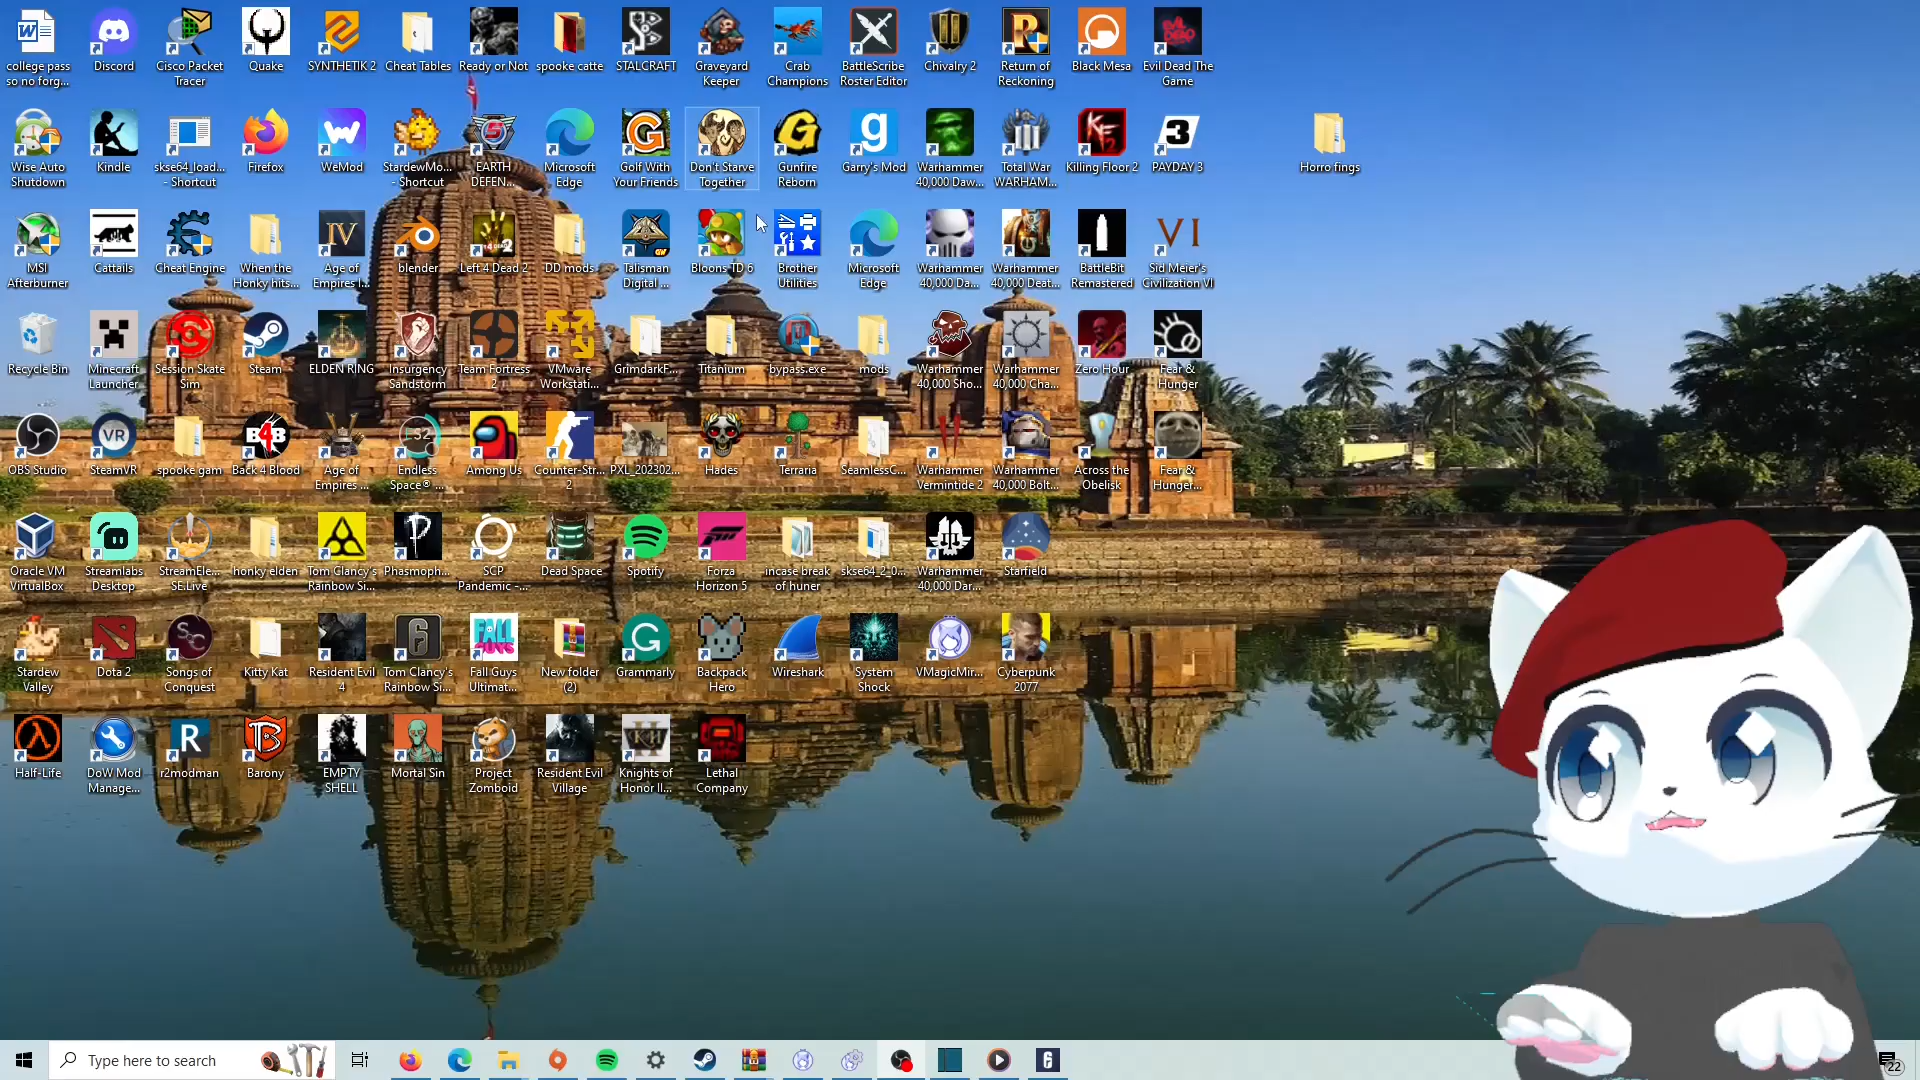 college pass
so no forg...
Discord
Cisco Packet
Tracer
Quake
SYNTHETIK 2
Cheat Tables
Ready or Not
spooke catte
STALCRAFT
Graveyard
Keeper
Crab
Champions
BattleScribe
Roster Editor
Chivalry 2
Return of
Reckoning
Black Mesa
Evil Dead The
Game
Wise Auto
Shutdown
Kindle
skse64_load...
- Shortcut
Firefox
WeMod
StardewMo...
- Shortcut
EARTH
DEFEN...
Microsoft
Edge
Golf With
Your Friends
Don't Starve
Together
Gunfire
Reborn
Garry's Mod
Warhammer
40,000 Daw...
Total War
WARHAM...
Killing Floor 2
PAYDAY 3
Horro fings
MSI
Afterburner
Cattails
Cheat Engine
When the
Honky hits...
Age of
Empires I...
blender
Left 4 Dead 2
DD mods
Talisman
Digital ...
Bloons TD 6
Brother
Utilities
Microsoft
Edge
Warhammer
40,000 Da...
Warhammer
40,000 Deat...
BattleBit
Remastered
Sid Meier's
Civilization VI
Recycle Bin
Minecraft
Launcher
Session Skate
Sim
Steam
ELDEN RING
Insurgency
Sandstorm
Team Fortress
2
VMware
Workstati...
GrimdarkF...
Titanium
bypass.exe
mods
Warhammer
40,000 Sho...
Warhammer
40,000 Cha...
Zero Hour
Fear &
Hunger
OBS Studio
SteamVR
spooke gam
Back 4 Blood
Age of
Empires ...
Endless
Space® ...
Among Us
Counter-Str...
2
PXL_202302...
Hades
Terraria
SeamlessC...
Warhammer
Vermintide 2
Warhammer
40,000 Bolt...
Across the
Obelisk
Fear &
Hunger...
Oracle VM
VirtualBox
Streamlabs
Desktop
StreamEle...
SE.Live
honky elden
Tom Clancy's
Rainbow Si...
Phasmoph...
SCP
Pandemic -...
Dead Space
Spotify
Forza
Horizon 5
incase break
of huner
skse64_2_0...
Warhammer
40,000 Dar...
Starfield
Stardew
Valley
Dota 2
Songs of
Conquest
Kitty Kat
Resident Evil
4
Tom Clancy's
Rainbow Si...
Fall Guys
Ultimat...
New folder
(2)
Grammarly
Backpack
Hero
Wireshark
System
Shock
VMagicMir...
Cyberpunk
2077
Half-Life
DoW Mod
Manage...
r2modman
Barony
EMPTY
SHELL
Mortal Sin
Project
Zomboid
Resident Evil
Village
Knights of
Honor II...
Lethal
Company
Type here to search
22